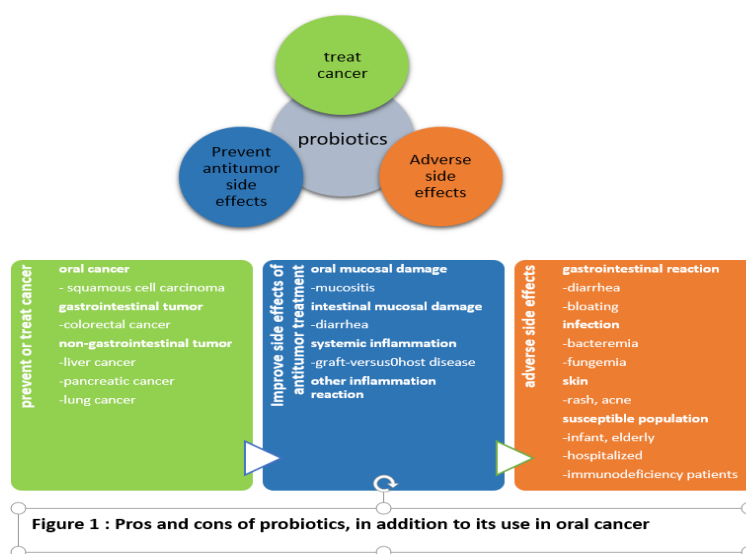 treat
cancer
probiotics
Prevent
antitumor
side
effects
Adverse
side
effects
prevent or treat cancer
oral cancer
- squamous cell carcinoma
gastrointestinal tumor
-colorectal cancer
non-gastrointestinal tumor
-liver cancer
-pancreatic cancer
-lung cancer
Improve side effects of
antitumor treatment
oral mucosal damage
-mucositis
intestinal mucosal damage
-diarrhea
systemic inflammation
-graft-versus0host disease
other inflammation
reaction
adverse side effects
gastrointestinal reaction
-diarrhea
-bloating
infection
-bacteremia
-fungemia
skin
-rash, acne
susceptible population
-infant, elderly
-hospitalized
-immunodeficiency patients
Figure 1 : Pros and cons of probiotics, in addition to its use in oral cancer